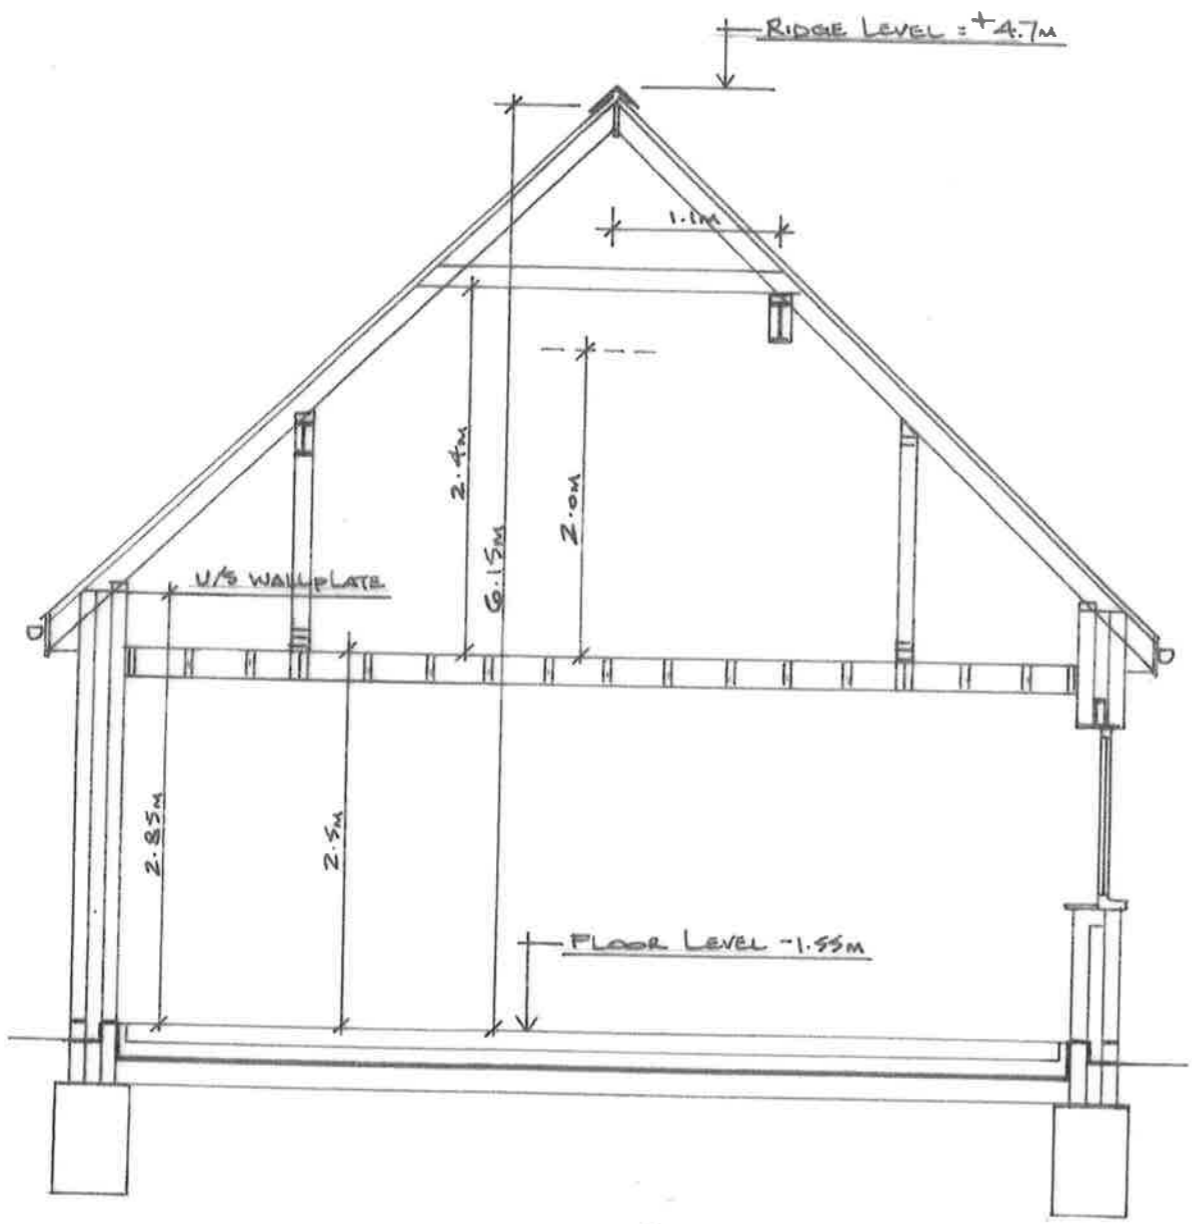 RIDGE LEVEL = +4.7M
1.1M
2.4M
2.0M
6.15M
U/S WALLPLATE
2.85M
2.5M
FLOOR LEVEL -1.55M